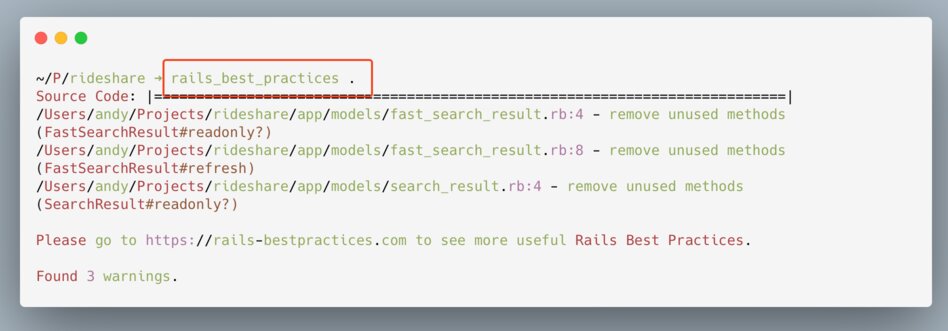 ~/P/rideshare → rails_best_practices .
Source Code: |===========================================================================|
/Users/andy/Projects/rideshare/app/models/fast_search_result.rb:4 - remove unused methods
(FastSearchResult#readonly?)
/Users/andy/Projects/rideshare/app/models/fast_search_result.rb:8 - remove unused methods
(FastSearchResult#refresh)
/Users/andy/Projects/rideshare/app/models/search_result.rb:4 - remove unused methods
(SearchResult#readonly?)
Please go to https://rails-bestpractices.com to see more useful Rails Best Practices.
Found 3 warnings.